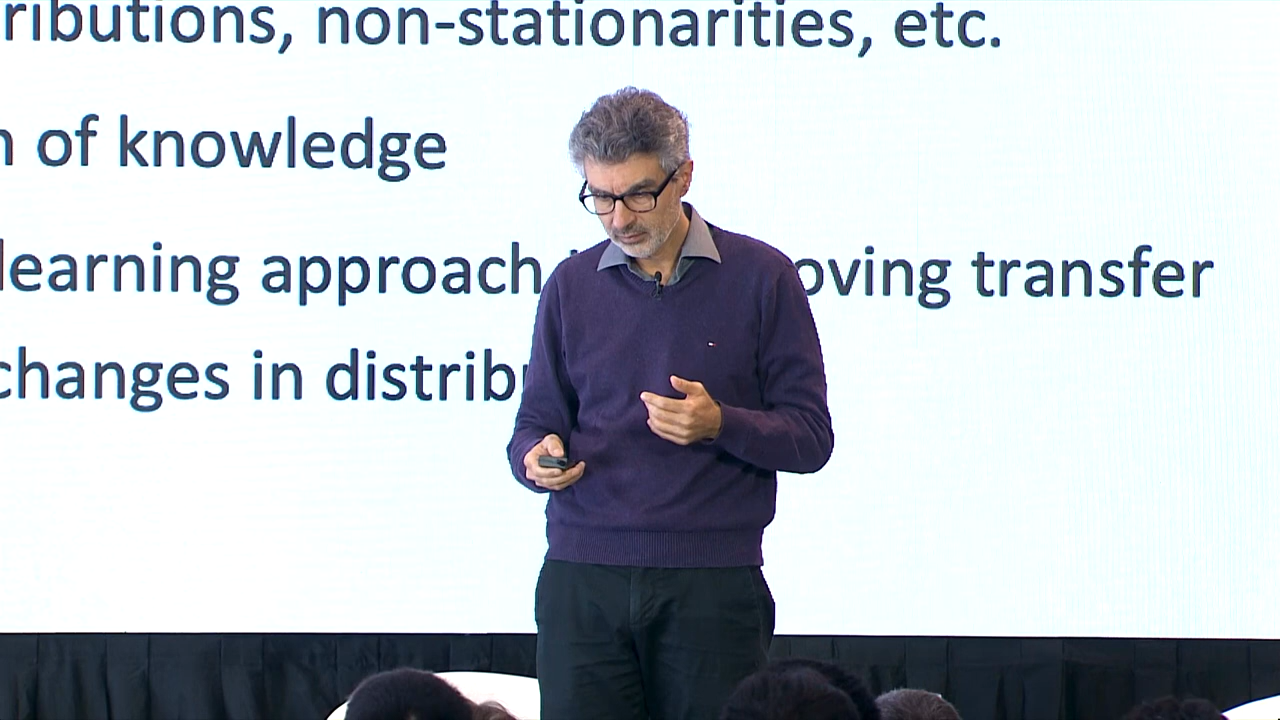 ributions, non-stationarities, etc.
n of knowledge
learning approach oving transfer
changes in distrib